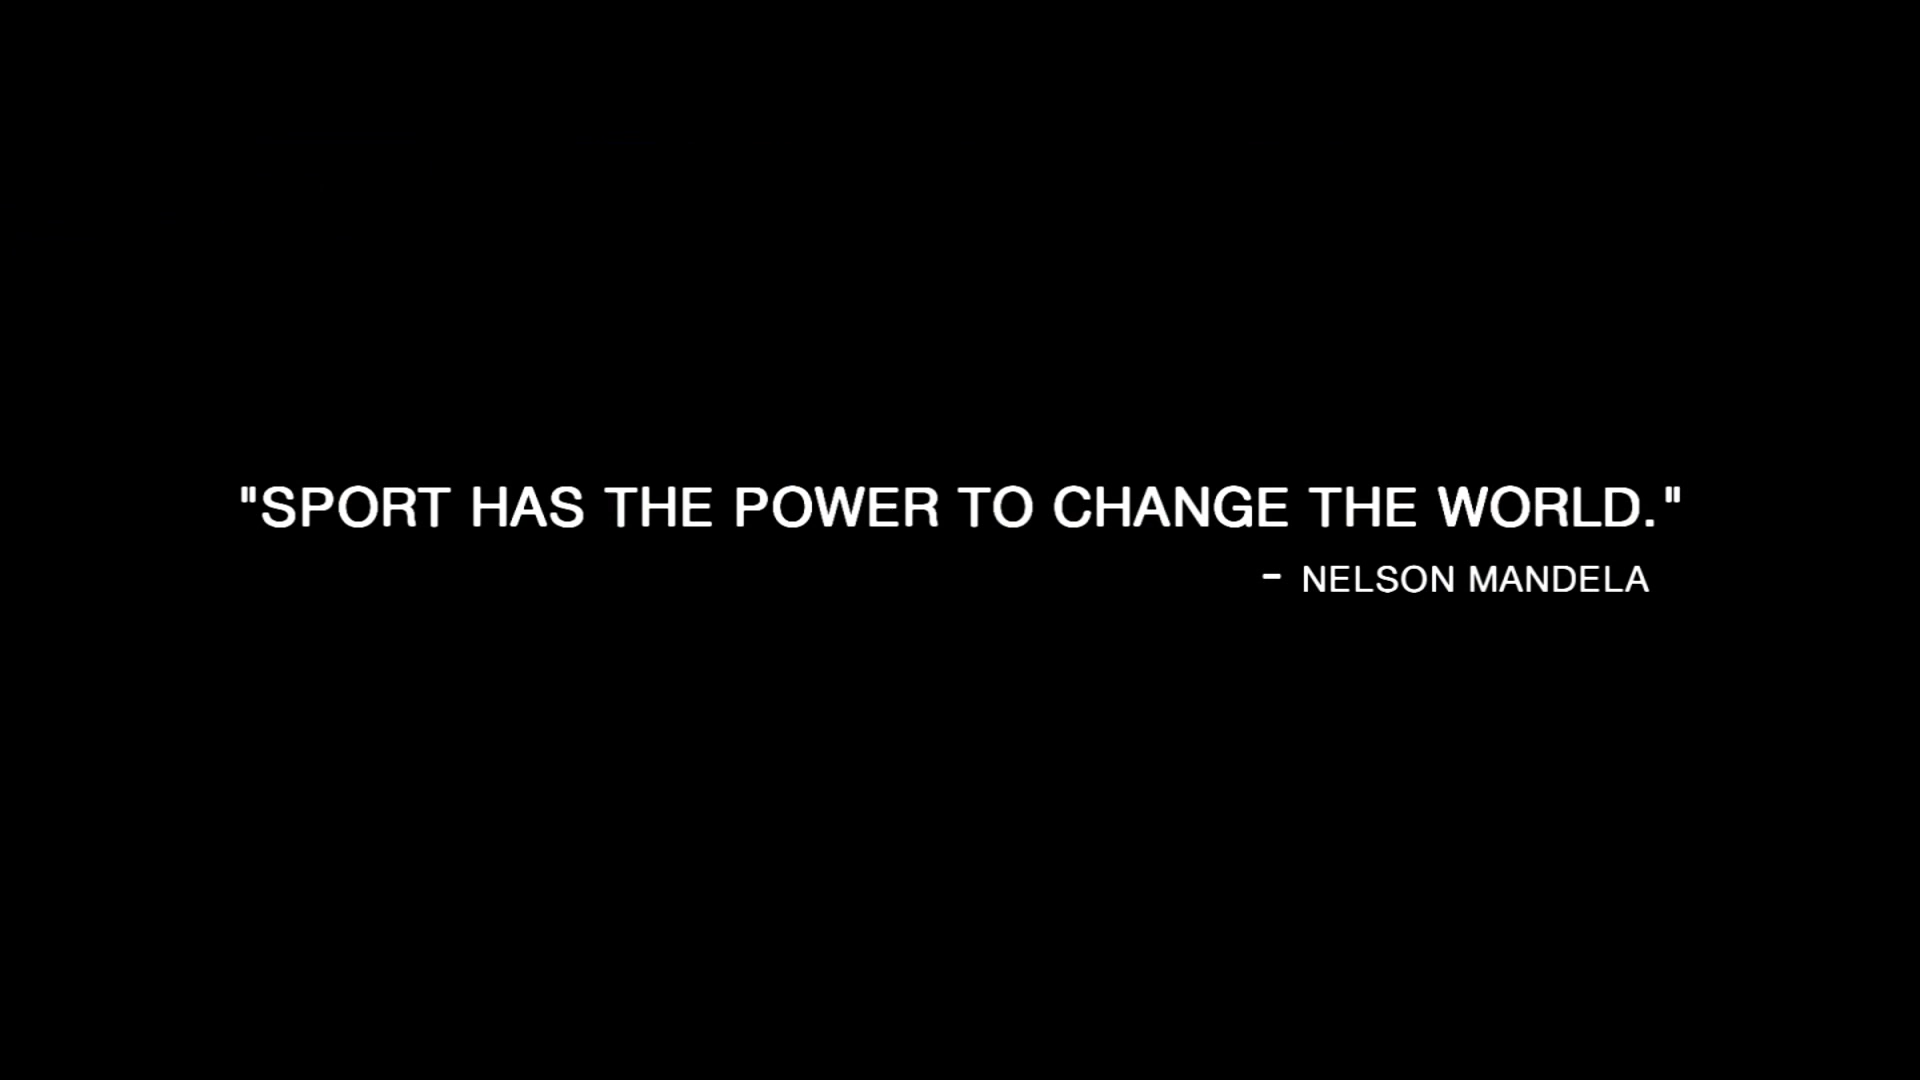 "SPORT HAS THE POWER TO CHANGE THE WORLD."
- NELSON MANDELA